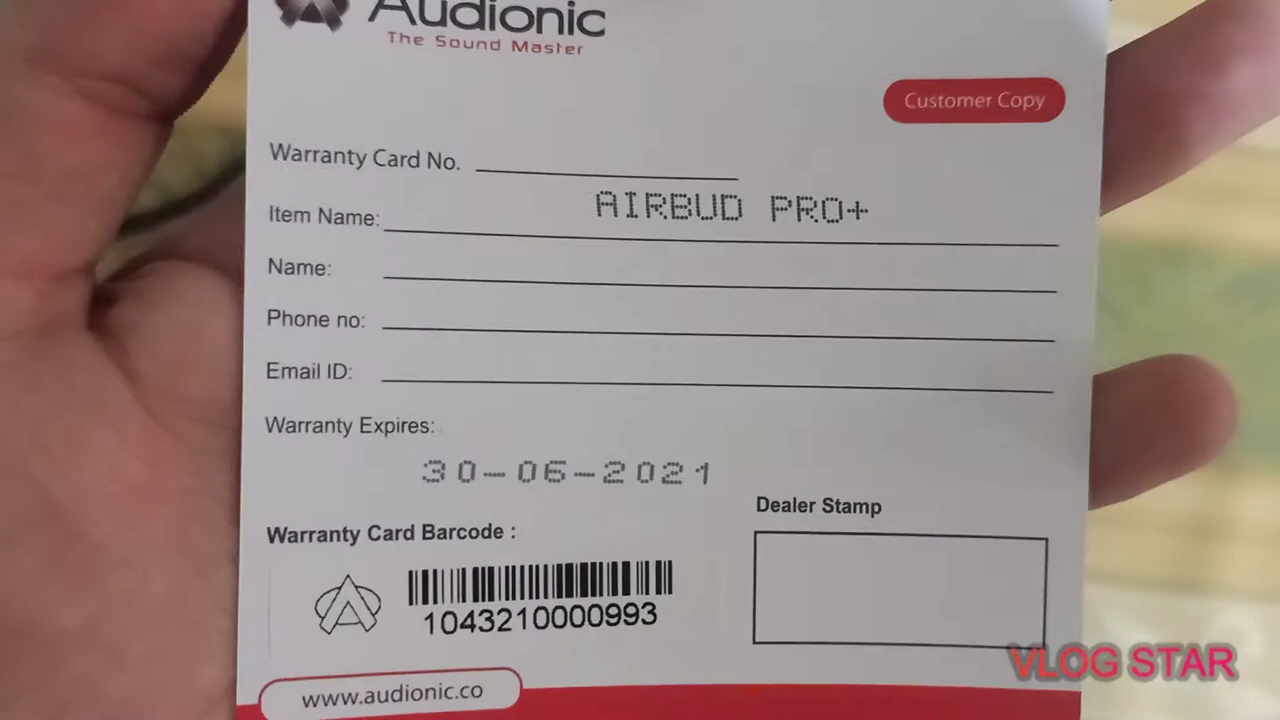 Audionic
The Sound Master
Customer Copy
Warranty Card No.
AIRBUD PRO+
Item Name:
Name:
Phone no:
Email ID:
Warranty Expires:
30-06-2021
Dealer Stamp
Warranty Card Barcode :
1043210000993
VLOG STAR
www.audionic.co